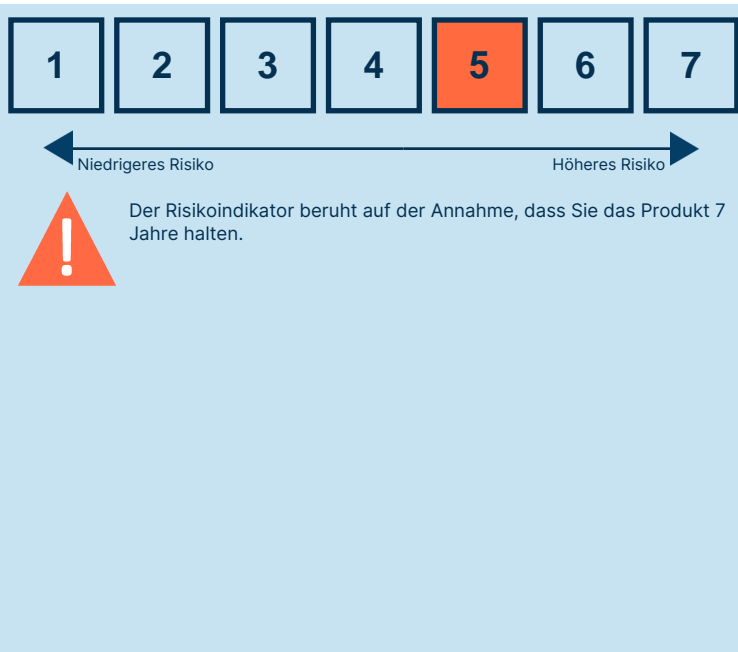 1 2 3 4 5 6 7
Niedrigeres Risiko Höheres Risiko
!
Der Risikoindikator beruht auf der Annahme, dass Sie das Produkt 7
Jahre halten.